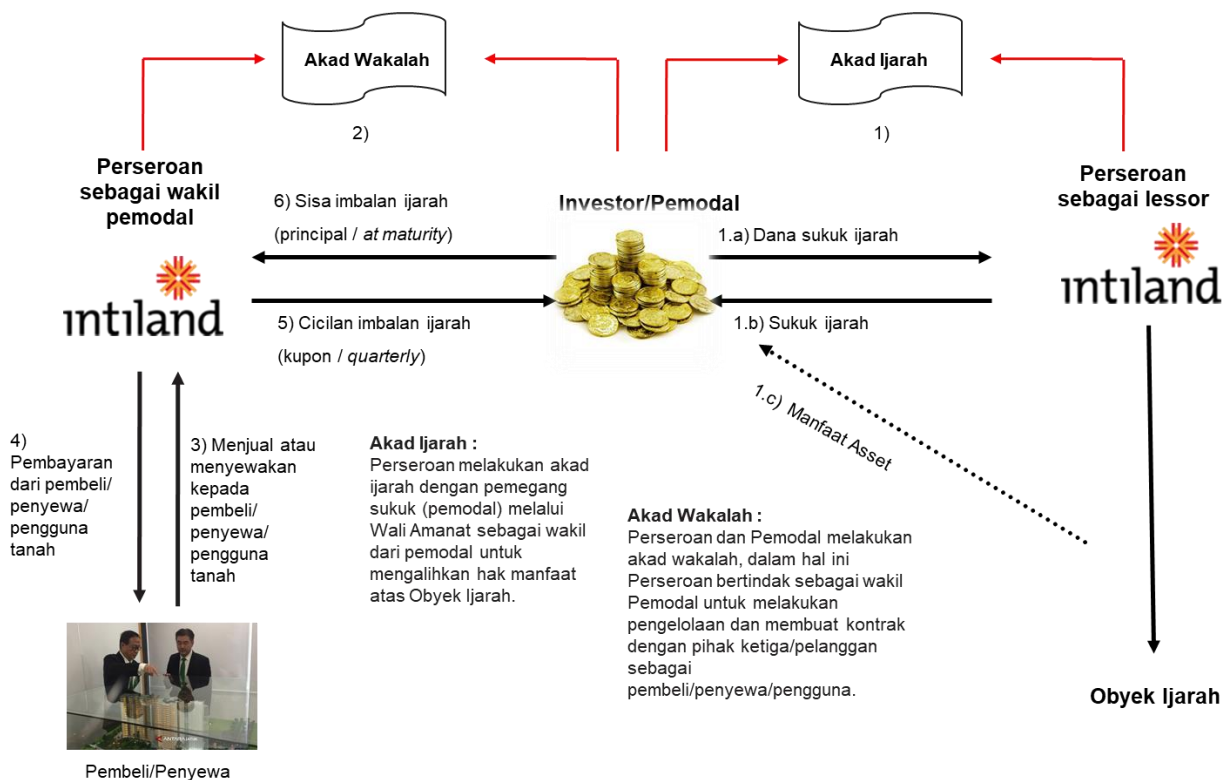 Akad Wakalah
Akad Ijarah
2)
1)
Perseroan
sebagai wakil
pemodal
Perseroan
sebagai lessor
6) Sisa imbalan ijarah
(principal / at maturity)
Investor/Pemodal
1.a) Dana sukuk ijarah
ıntıland
ıntıland
5) Cicilan imbalan ijarah
(kupon / quarterly)
1.b) Sukuk ijarah
1.c) Manfaat Asset
4)
Pembayaran
dari pembeli/
penyewa/
pengguna
tanah
3) Menjual atau
menyewakan
kepada
pembeli/
penyewa/
pengguna
tanah
Akad Ijarah :
Perseroan melakukan akad
ijarah dengan pemegang
sukuk (pemodal) melalui
Wali Amanat sebagai wakil
dari pemodal untuk
mengalihkan hak manfaat
atas Obyek Ijarah.
Akad Wakalah :
Perseroan dan Pemodal melakukan
akad wakalah, dalam hal ini
Perseroan bertindak sebagai wakil
Pemodal untuk melakukan
pengelolaan dan membuat kontrak
dengan pihak ketiga/pelanggan
sebagai
pembeli/penyewa/pengguna.
Obyek Ijarah
Pembeli/Penyewa